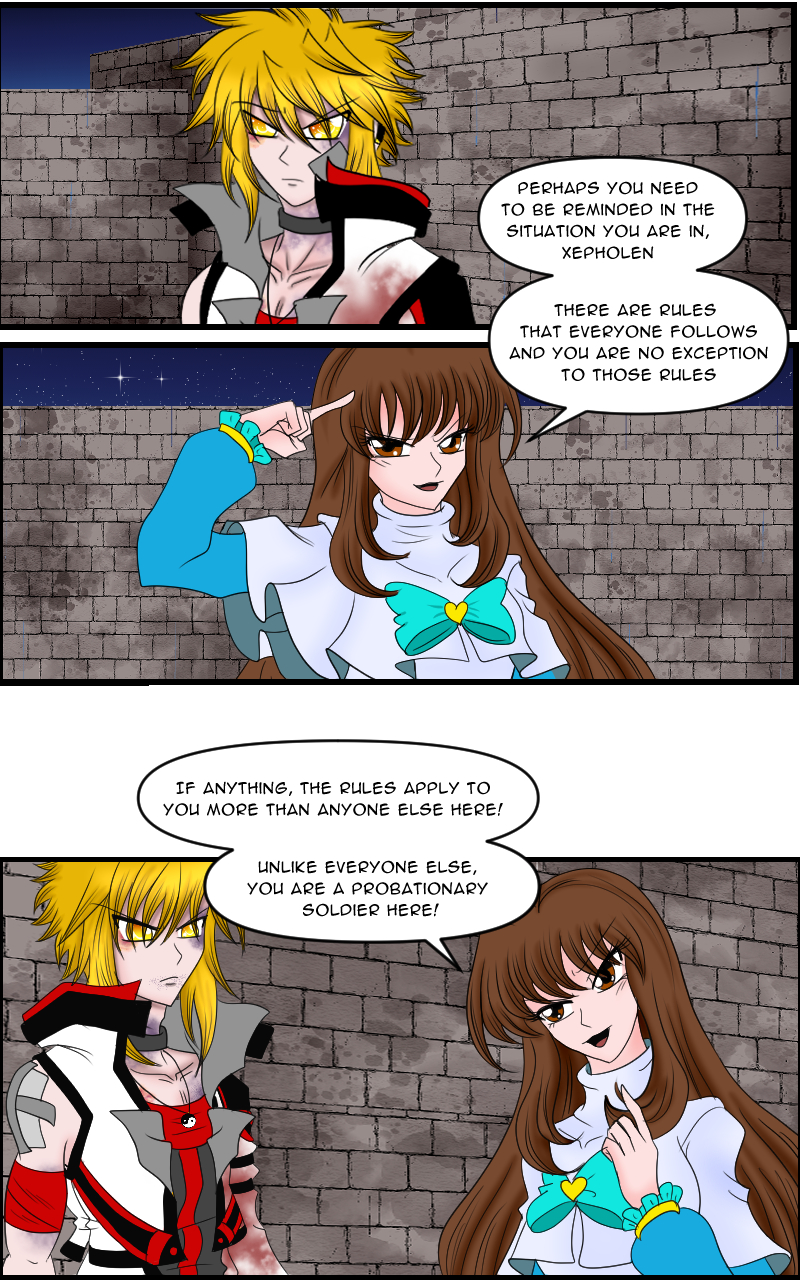 PERHAPS YOU NEED
TO BE REMINDED IN THE
SITUATION YOU ARE IN,
XEPHOLEN
THERE ARE RULES
THAT EVERYONE FOLLOWS
AND YOU ARE NO EXCEPTION
TO THOSE RULES
IF ANYTHING, THE RULES APPLY TO
YOU MORE THAN ANYONE ELSE HERE!
UNLIKE EVERYONE ELSE,
YOU ARE A PROBATIONARY
SOLDIER HERE!